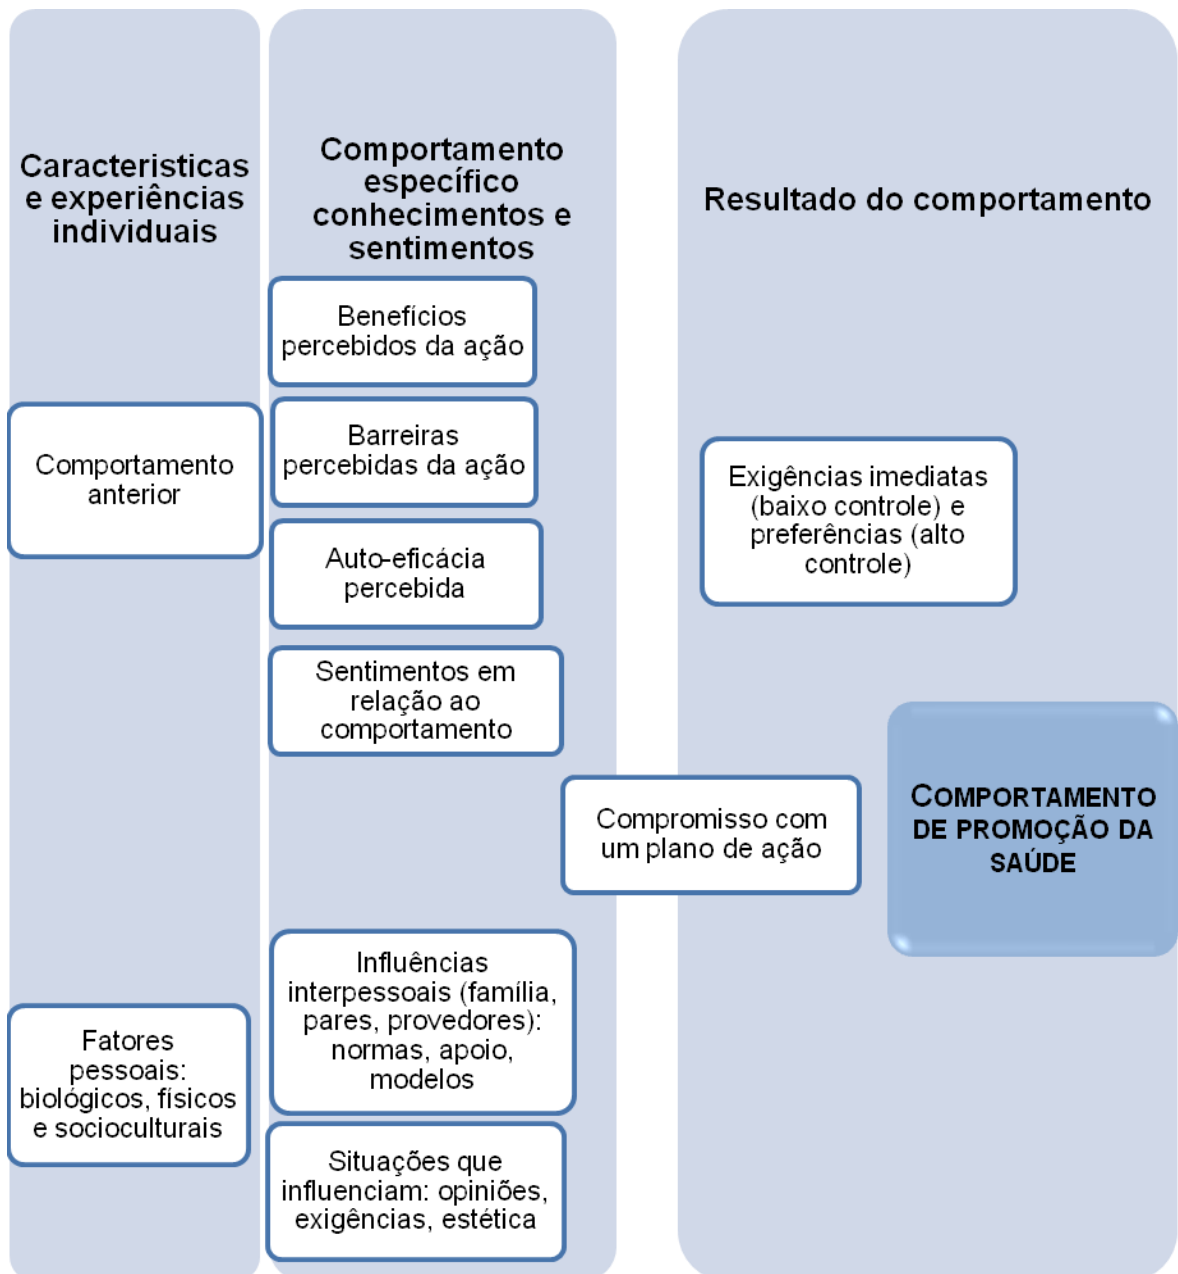 Caracteristicas
e experiências
individuais
Comportamento
anterior
Fatores
pessoais:
biológicos, físicos
e socioculturais
Comportamento
específico
conhecimentos e
sentimentos
Benefícios
percebidos da ação
Barreiras
percebidas da ação
Auto-eficácia
percebida
Sentimentos em
relação ao
comportamento
Influências
interpessoais (família,
pares, provedores):
normas, apoio,
modelos
Situações que
influenciam: opiniões,
exigências, estética
Compromisso com
um plano de ação
Resultado do comportamento
Exigências imediatas
(baixo controle) e
preferências (alto
controle)
COMPORTAMENTO
DE PROMOÇÃO DA
SAÚDE